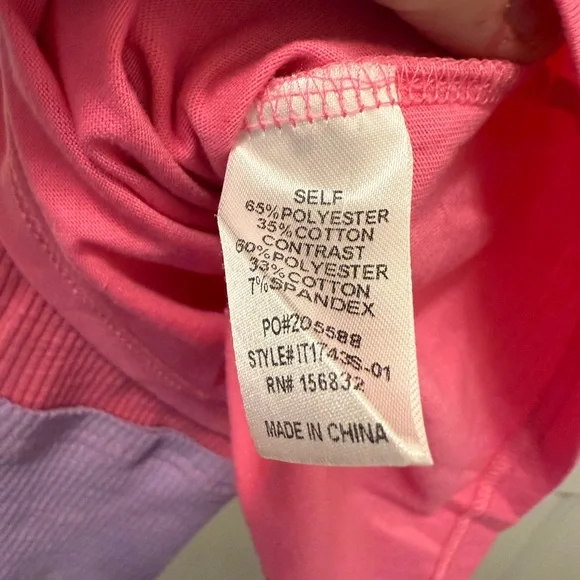 SELF
65%POLYESTER
35%COTTON
CONTRAST
60%POLYESTER
33%COTTON
7%SPANDEX
PO#205588
STYLE#IT1743S-01
RN# 156832
MADE IN CHINA